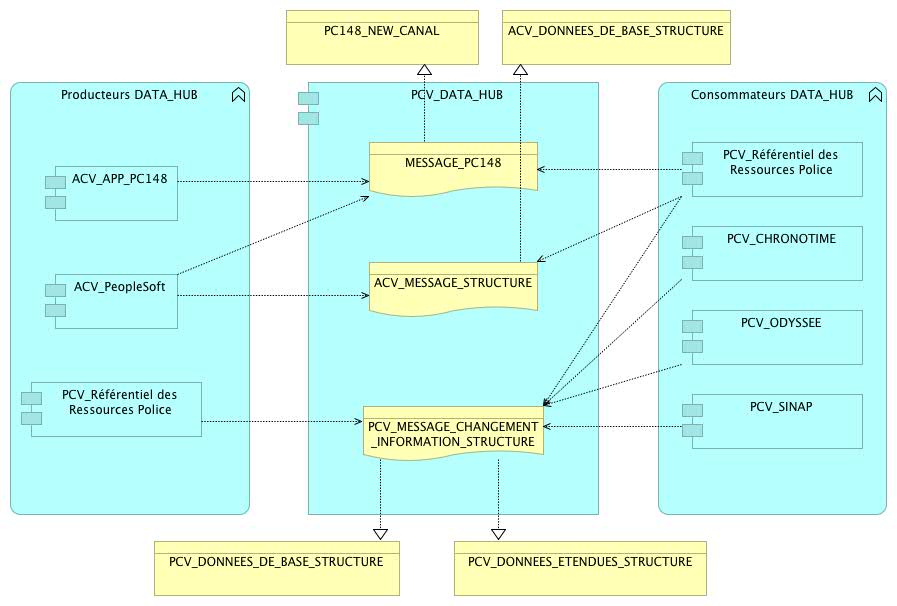 PC148_NEW_CANAL
ACV_DONNEES_DE_BASE_STRUCTURE
Producteurs DATA_HUB
PCV_DATA_HUB
Consommateurs DATA_HUB
MESSAGE_PC148
PCV_Référentiel des
Ressources Police
ACV_APP_PC148
PCV_CHRONOTIME
ACV_PeopleSoft
ACV_MESSAGE_STRUCTURE
PCV_ODYSSEE
PCV_Référentiel des
Ressources Police
PCV_MESSAGE_CHANGEMENT
_INFORMATION_STRUCTURE
PCV_SINAP
PCV_DONNEES_DE_BASE_STRUCTURE
PCV_DONNEES_ETENDUES_STRUCTURE